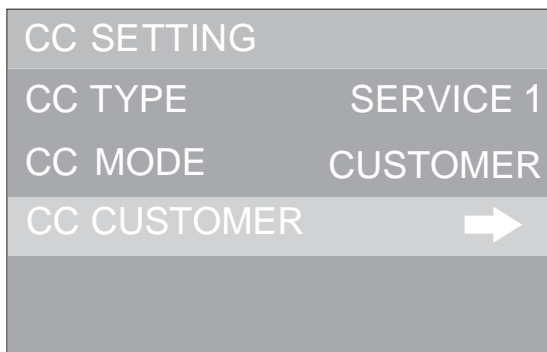 CC SETTING
CC TYPE SERVICE 1
CC MODE CUSTOMER
CC CUSTOMER